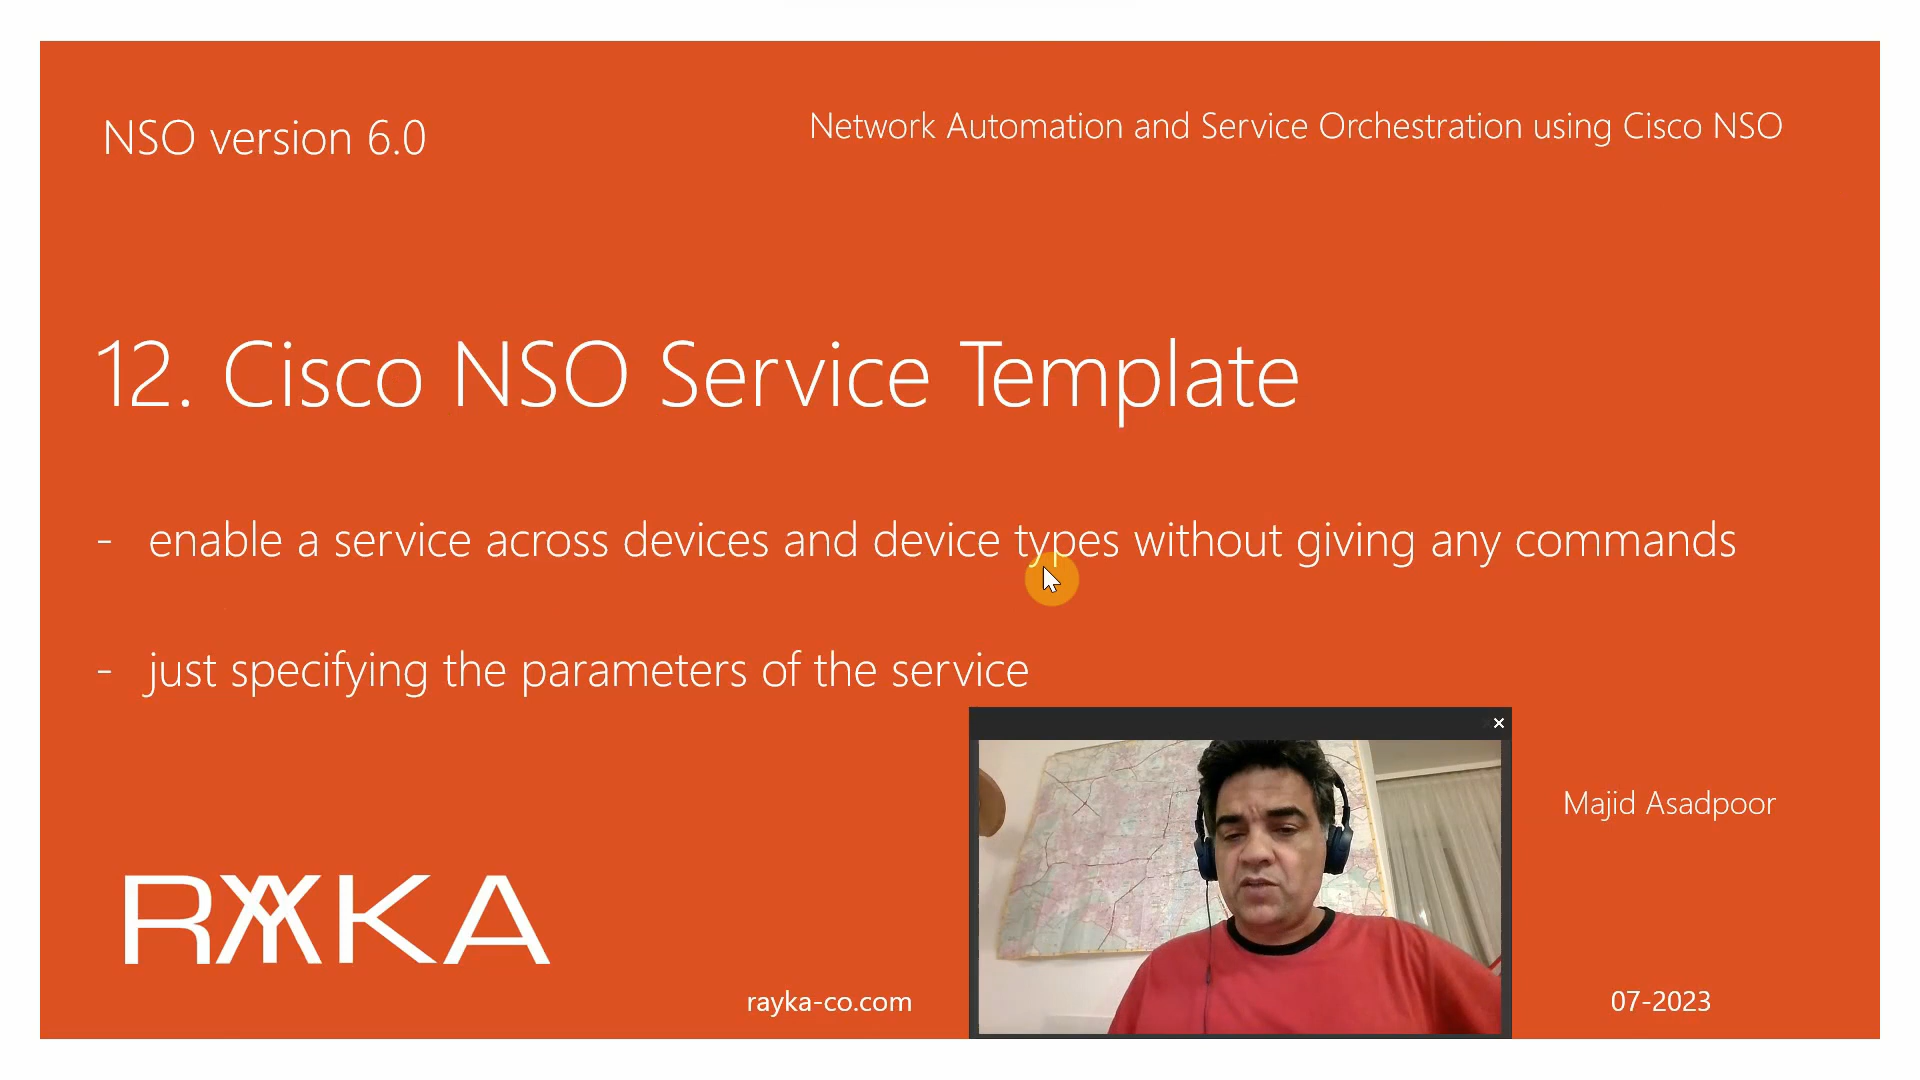 NSO version 6.0
Network Automation and Service Orchestration using Cisco NSO
12. Cisco NSO Service Template
- enable a service across devices and device types without giving any commands
- just specifying the parameters of the service
Majid Asadpoor
RAYKA
rayka-co.com
07-2023